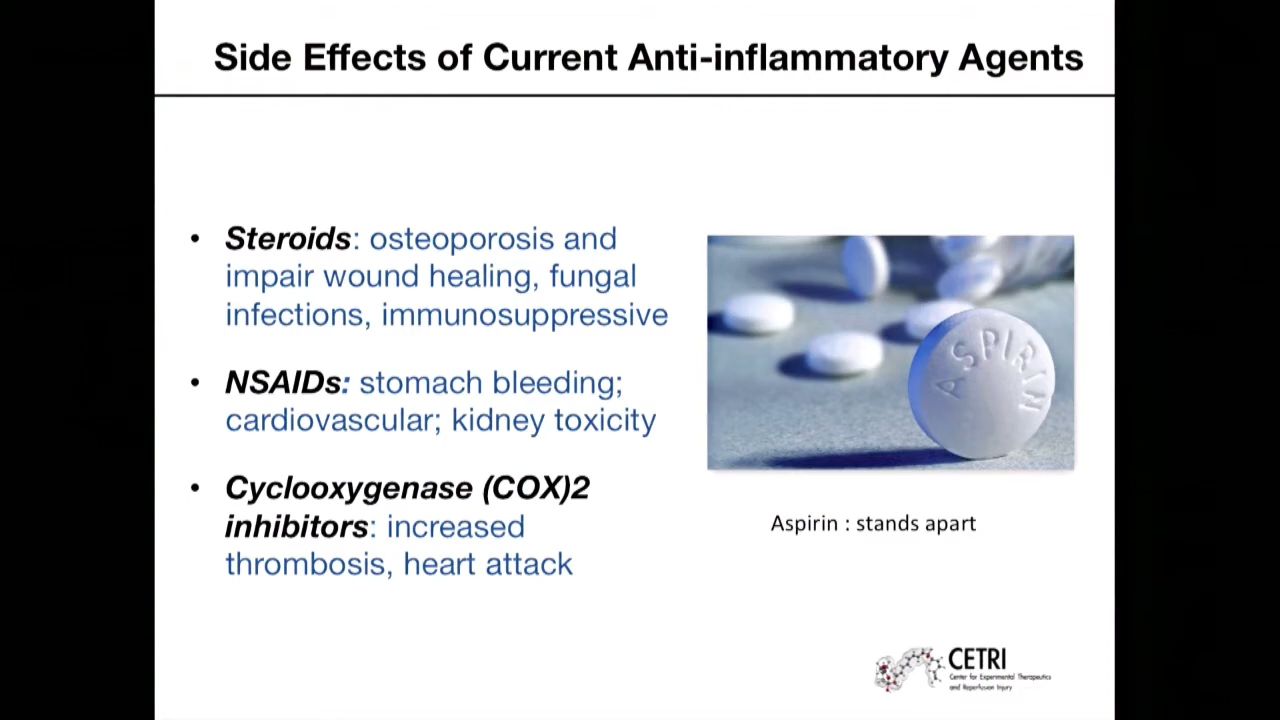 Side Effects of Current Anti-inflammatory Agents
• Steroids: osteoporosis and
impair wound healing, fungal
infections, immunosuppressive
• NSAIDs: stomach bleeding;
cardiovascular; kidney toxicity
• Cyclooxygenase (COX)2
inhibitors: increased
thrombosis, heart attack
ASPIRIN
Aspirin : stands apart
CETRI
Center for Experimental Therapeutics
and Reperfusion Injury